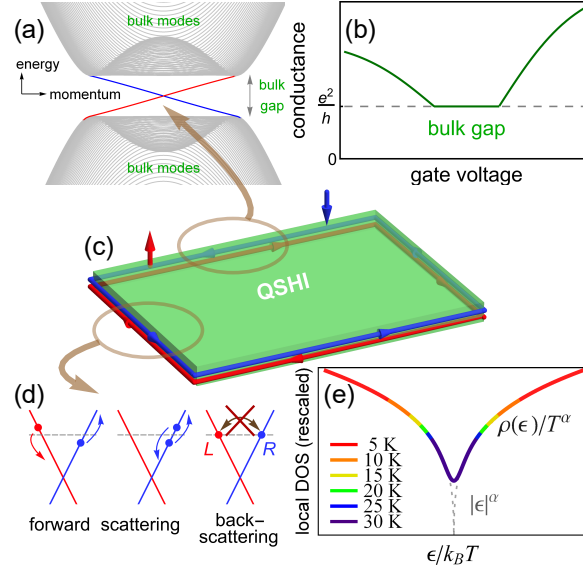 (a)
bulk modes
energy
momentum
bulk
gap
bulk modes
(b)
conductance
e²/h
bulk gap
gate voltage
(c)
QSHI
(d)
L
R
forward
scattering
back–
scattering
(e)
local DOS (rescaled)
ρ(ϵ)/T^α
5 K
10 K
15 K
20 K
25 K
30 K
|ϵ|^α
ϵ/k_BT